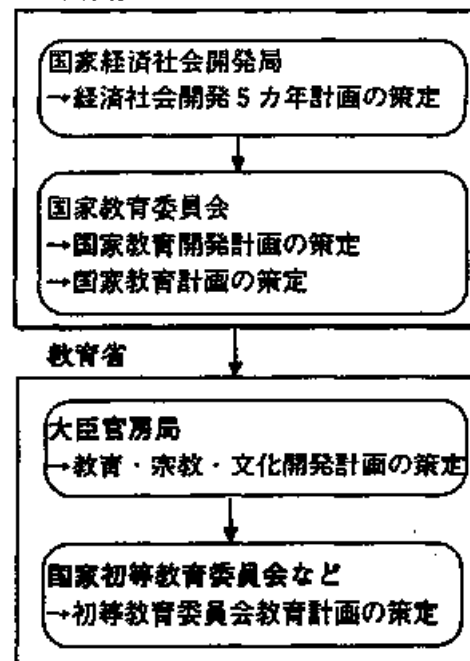 国家経済社会開発局
→経済社会開発5カ年計画の策定
国家教育委員会
→国家教育開発計画の策定
→国家教育計画の策定
教育省
大臣官房局
→教育・宗教・文化開発計画の策定
国家初等教育委員会など
→初等教育委員会教育計画の策定